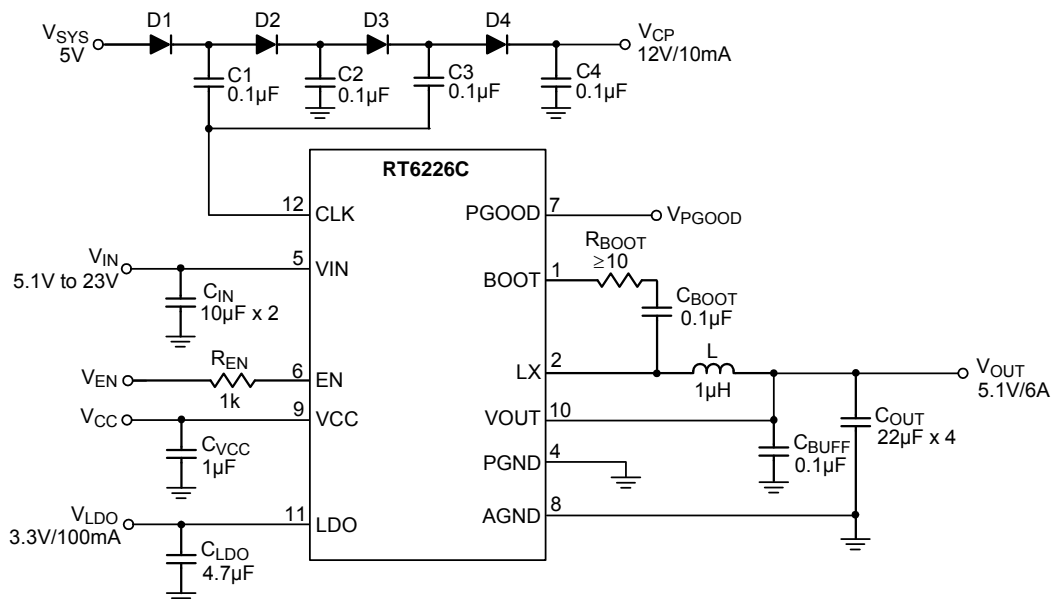 D1 D2 D3 D4
VSYS
5V
VCP
12V/10mA
C1
0.1µF
C2
0.1µF
C3
0.1µF
C4
0.1µF
RT6226C
12 CLK
PGOOD 7
VPGOOD
VIN
5.1V to 23V
5 VIN
CIN
10µF x 2
BOOT 1
RBOOT
≥10
CBOOT
0.1µF
VEN
REN
1k
6 EN
LX 2
L
1µH
VOUT
5.1V/6A
VCC
9 VCC
CVCC
1µF
VOUT 10
CBUFF
0.1µF
COUT
22µF x 4
PGND 4
AGND 8
VLDO
3.3V/100mA
11 LDO
CLDO
4.7µF